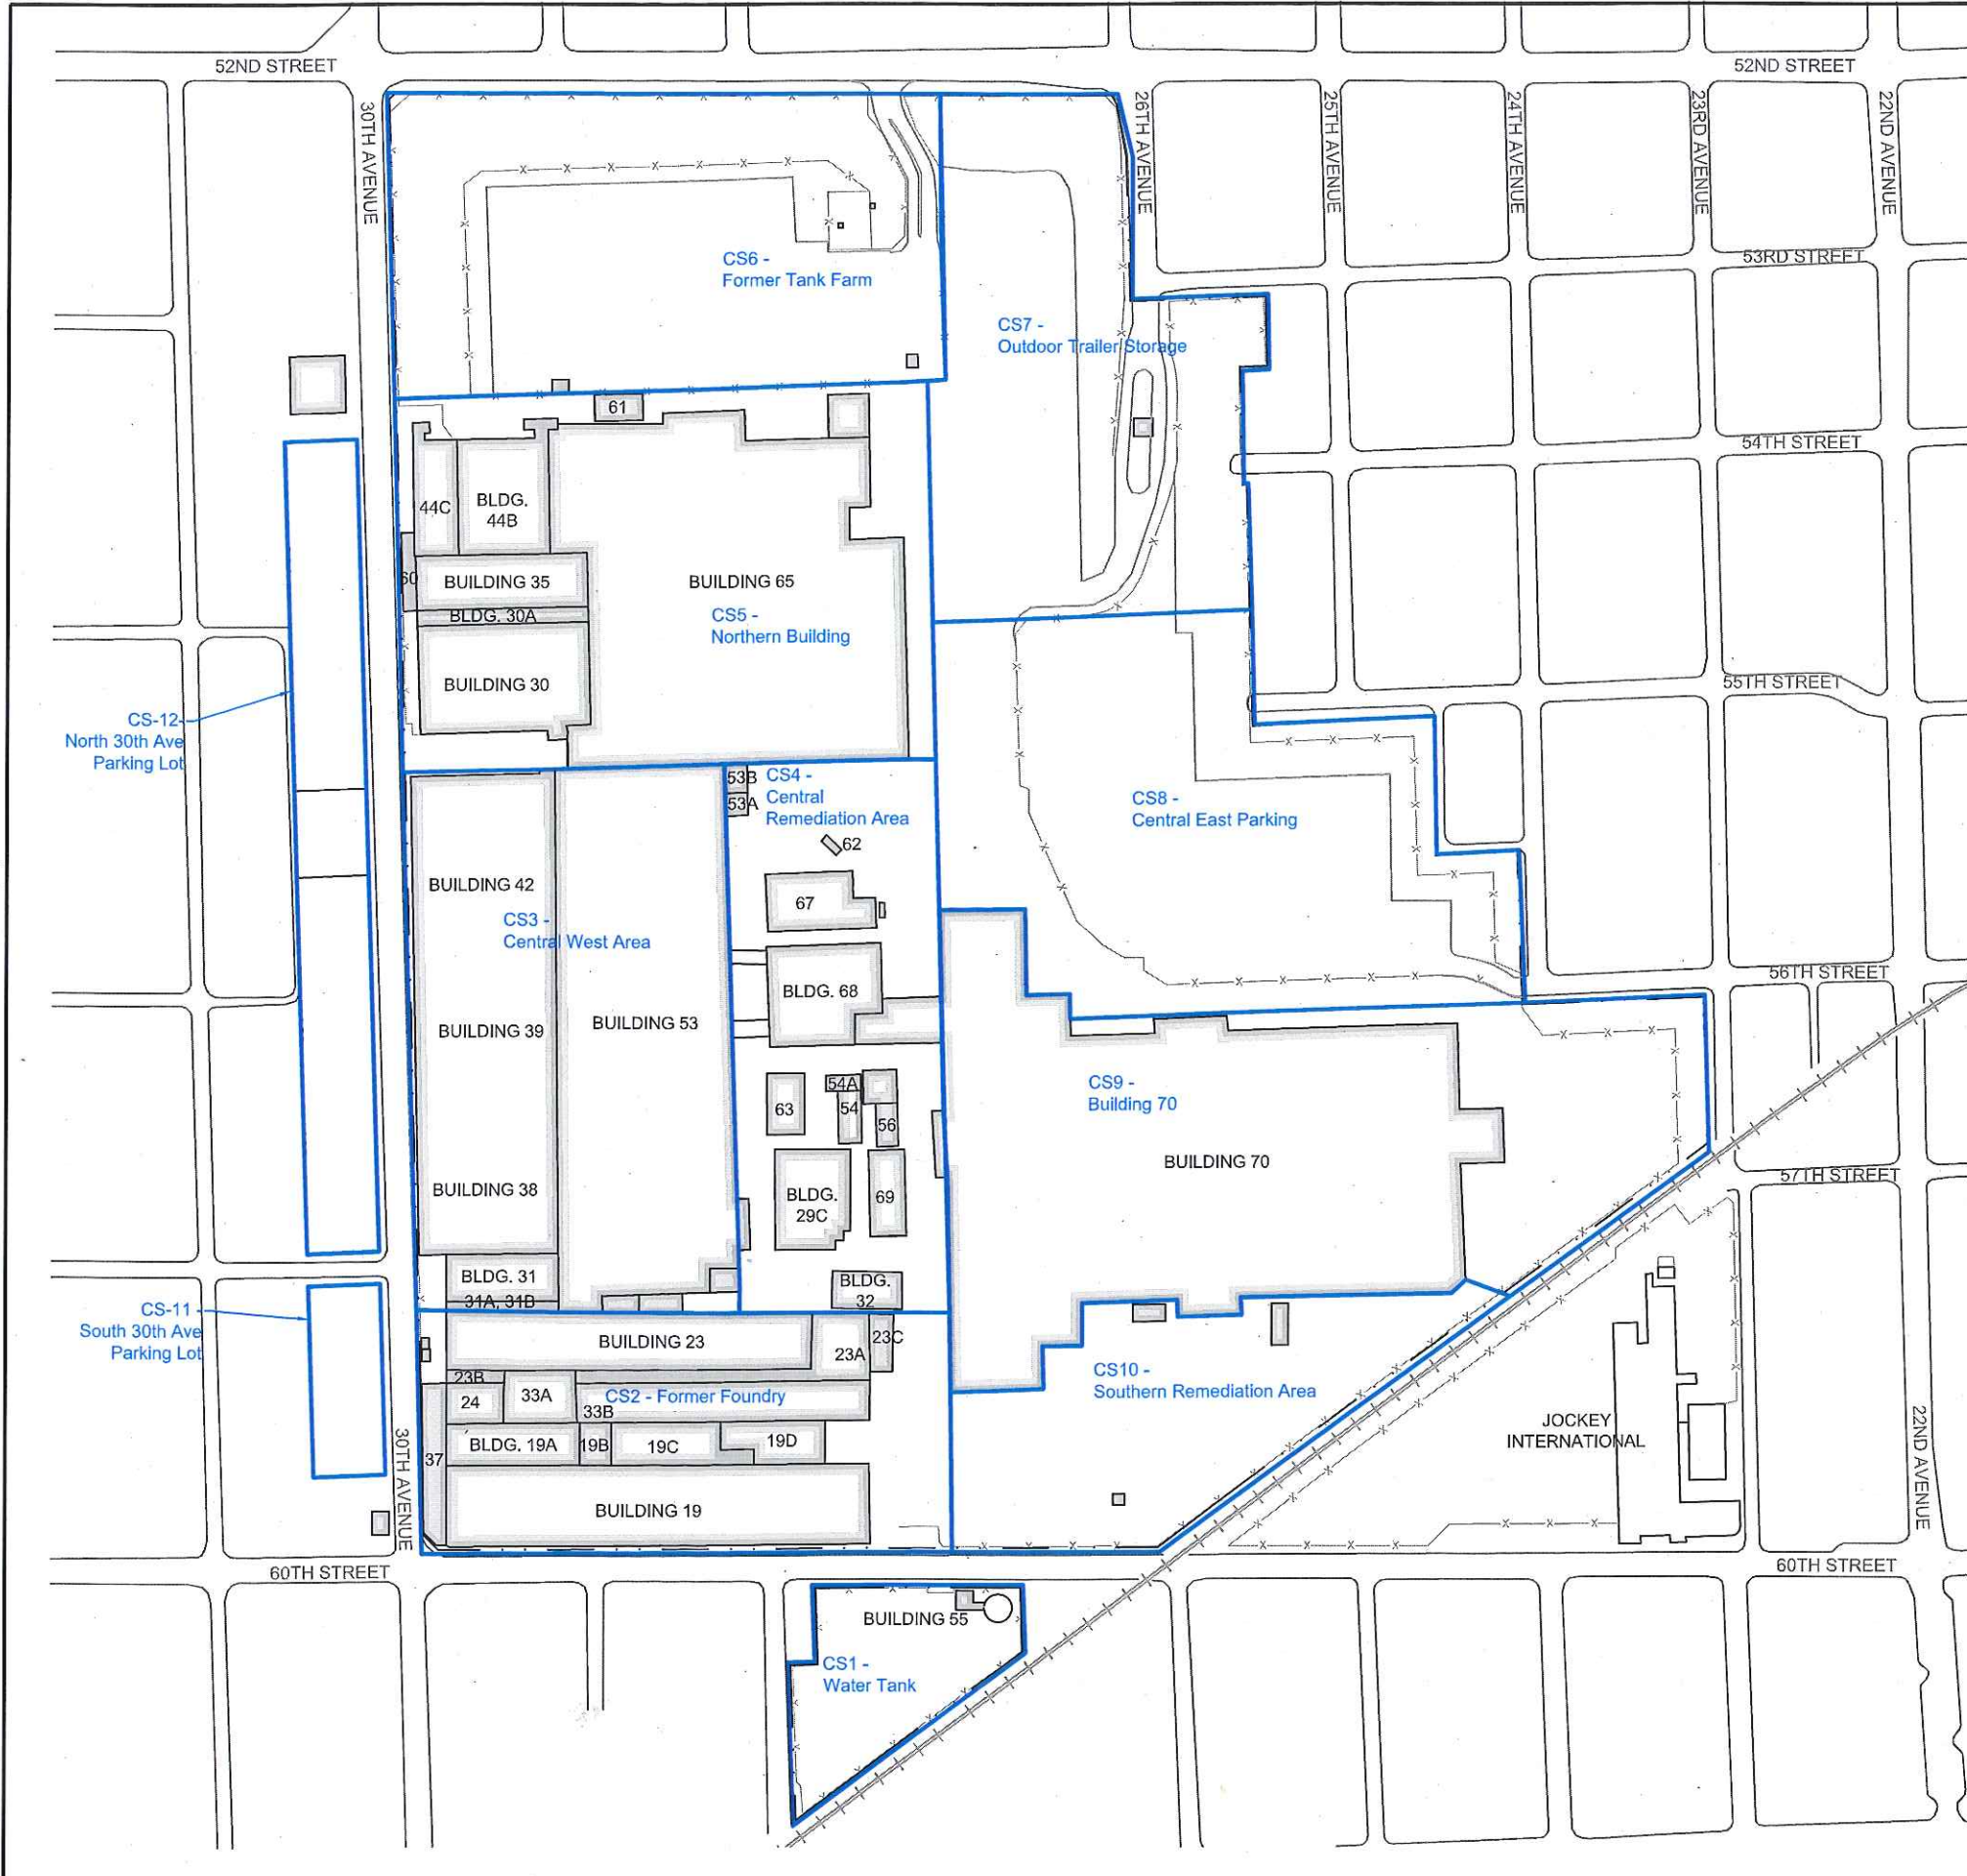 52ND STREET
52ND STREET
30TH AVENUE
26TH AVENUE
25TH AVENUE
24TH AVENUE
23RD AVENUE
22ND AVENUE
53RD STREET
CS6 -
Former Tank Farm
CS7 -
Outdoor Trailer Storage
61
54TH STREET
44C
BLDG.
44B
60
BUILDING 35
BUILDING 65
BLDG. 30A
CS5 -
Northern Building
BUILDING 30
55TH STREET
CS-12
North 30th Ave
Parking Lot
53B
53A
CS4 -
Central
Remediation Area
CS8 -
Central East Parking
62
BUILDING 42
67
CS3 -
Central West Area
56TH STREET
BLDG. 68
BUILDING 39
BUILDING 53
CS9 -
Building 70
54A
54
63
56
BUILDING 70
57TH STREET
BUILDING 38
BLDG.
29C
69
BLDG. 31
31A, 31B
BLDG.
32
CS-11
South 30th Ave
Parking Lot
BUILDING 23
23A
23C
23B
24
33A
33B
CS2 - Former Foundry
CS10 -
Southern Remediation Area
JOCKEY
INTERNATIONAL
30TH AVENUE
22ND AVENUE
37
BLDG. 19A
19B
19C
19D
BUILDING 19
60TH STREET
60TH STREET
BUILDING 55
CS1 -
Water Tank